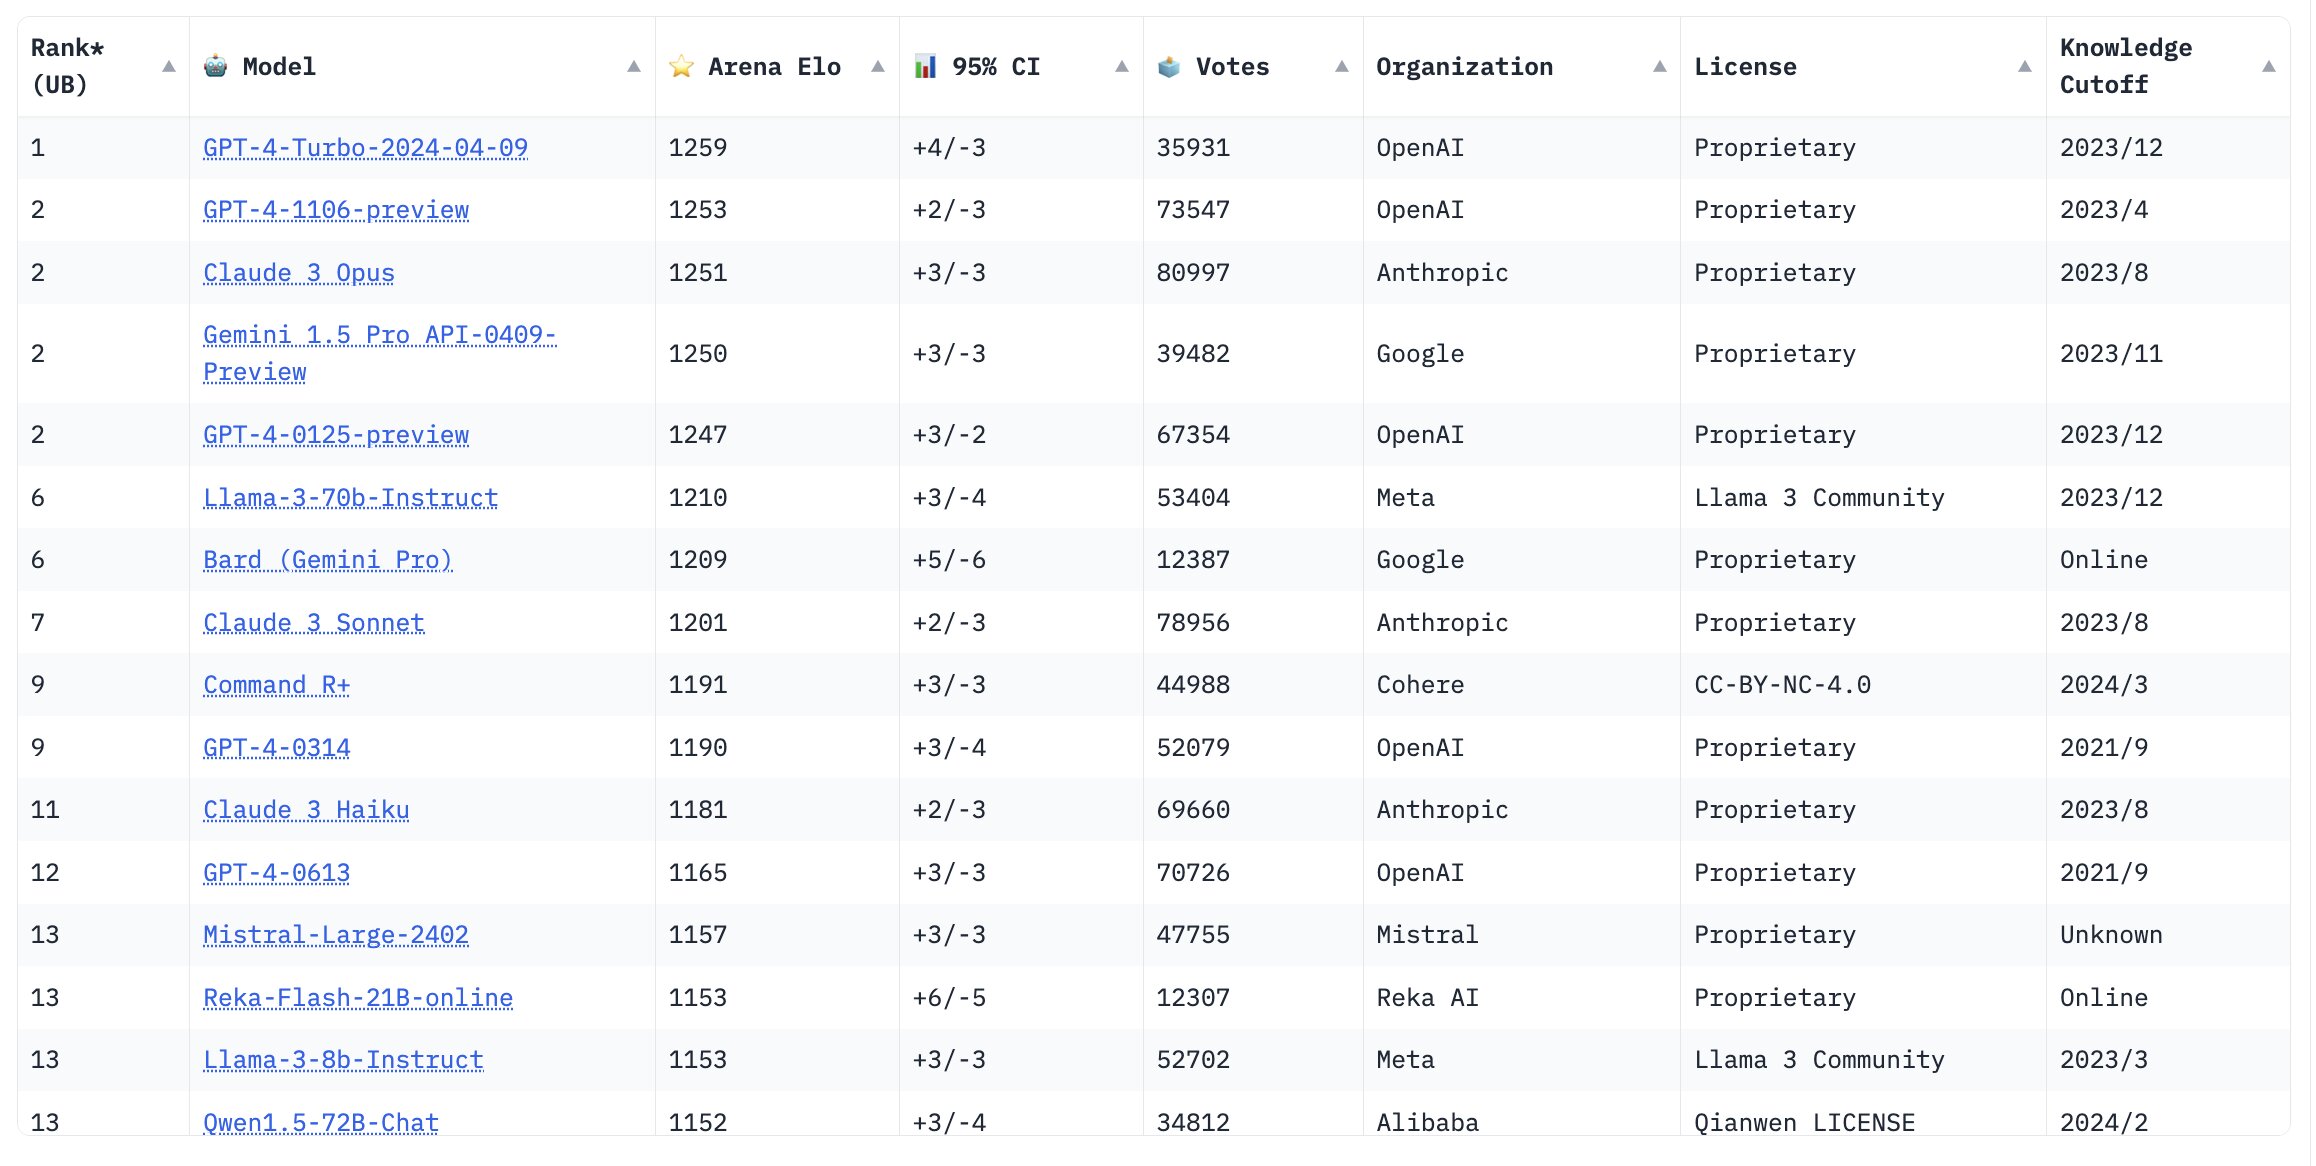 Rank* (UB) 🤖 Model ⭐ Arena Elo 📊 95% CI 🗳️ Votes Organization License Knowledge Cutoff
1 GPT-4-Turbo-2024-04-09 1259 +4/-3 35931 OpenAI Proprietary 2023/12
2 GPT-4-1106-preview 1253 +2/-3 73547 OpenAI Proprietary 2023/4
2 Claude 3 Opus 1251 +3/-3 80997 Anthropic Proprietary 2023/8
2 Gemini 1.5 Pro API-0409-Preview 1250 +3/-3 39482 Google Proprietary 2023/11
2 GPT-4-0125-preview 1247 +3/-2 67354 OpenAI Proprietary 2023/12
6 Llama-3-70b-Instruct 1210 +3/-4 53404 Meta Llama 3 Community 2023/12
6 Bard (Gemini Pro) 1209 +5/-6 12387 Google Proprietary Online
7 Claude 3 Sonnet 1201 +2/-3 78956 Anthropic Proprietary 2023/8
9 Command R+ 1191 +3/-3 44988 Cohere CC-BY-NC-4.0 2024/3
9 GPT-4-0314 1190 +3/-4 52079 OpenAI Proprietary 2021/9
11 Claude 3 Haiku 1181 +2/-3 69660 Anthropic Proprietary 2023/8
12 GPT-4-0613 1165 +3/-3 70726 OpenAI Proprietary 2021/9
13 Mistral-Large-2402 1157 +3/-3 47755 Mistral Proprietary Unknown
13 Reka-Flash-21B-online 1153 +6/-5 12307 Reka AI Proprietary Online
13 Llama-3-8b-Instruct 1153 +3/-3 52702 Meta Llama 3 Community 2023/3
13 Qwen1.5-72B-Chat 1152 +3/-4 34812 Alibaba Qianwen LICENSE 2024/2